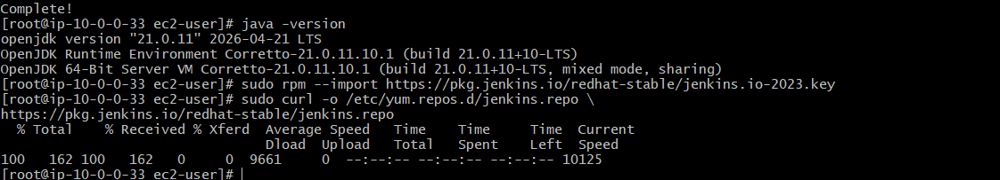 Complete!
[root@ip-10-0-0-33 ec2-user]# java -version
openjdk version "21.0.11" 2026-04-21 LTS
OpenJDK Runtime Environment Corretto-21.0.11.10.1 (build 21.0.11+10-LTS)
OpenJDK 64-Bit Server VM Corretto-21.0.11.10.1 (build 21.0.11+10-LTS, mixed mode, sharing)
[root@ip-10-0-0-33 ec2-user]# sudo rpm --import https://pkg.jenkins.io/redhat-stable/jenkins.io-2023.key
[root@ip-10-0-0-33 ec2-user]# sudo curl -o /etc/yum.repos.d/jenkins.repo \
https://pkg.jenkins.io/redhat-stable/jenkins.repo
  % Total    % Received % Xferd  Average Speed   Time    Time     Time  Current
                                 Dload  Upload   Total   Spent    Left  Speed
100   162 100   162   0     0  9661     0  --:--:-- --:--:-- --:--:-- 10125
[root@ip-10-0-0-33 ec2-user]#